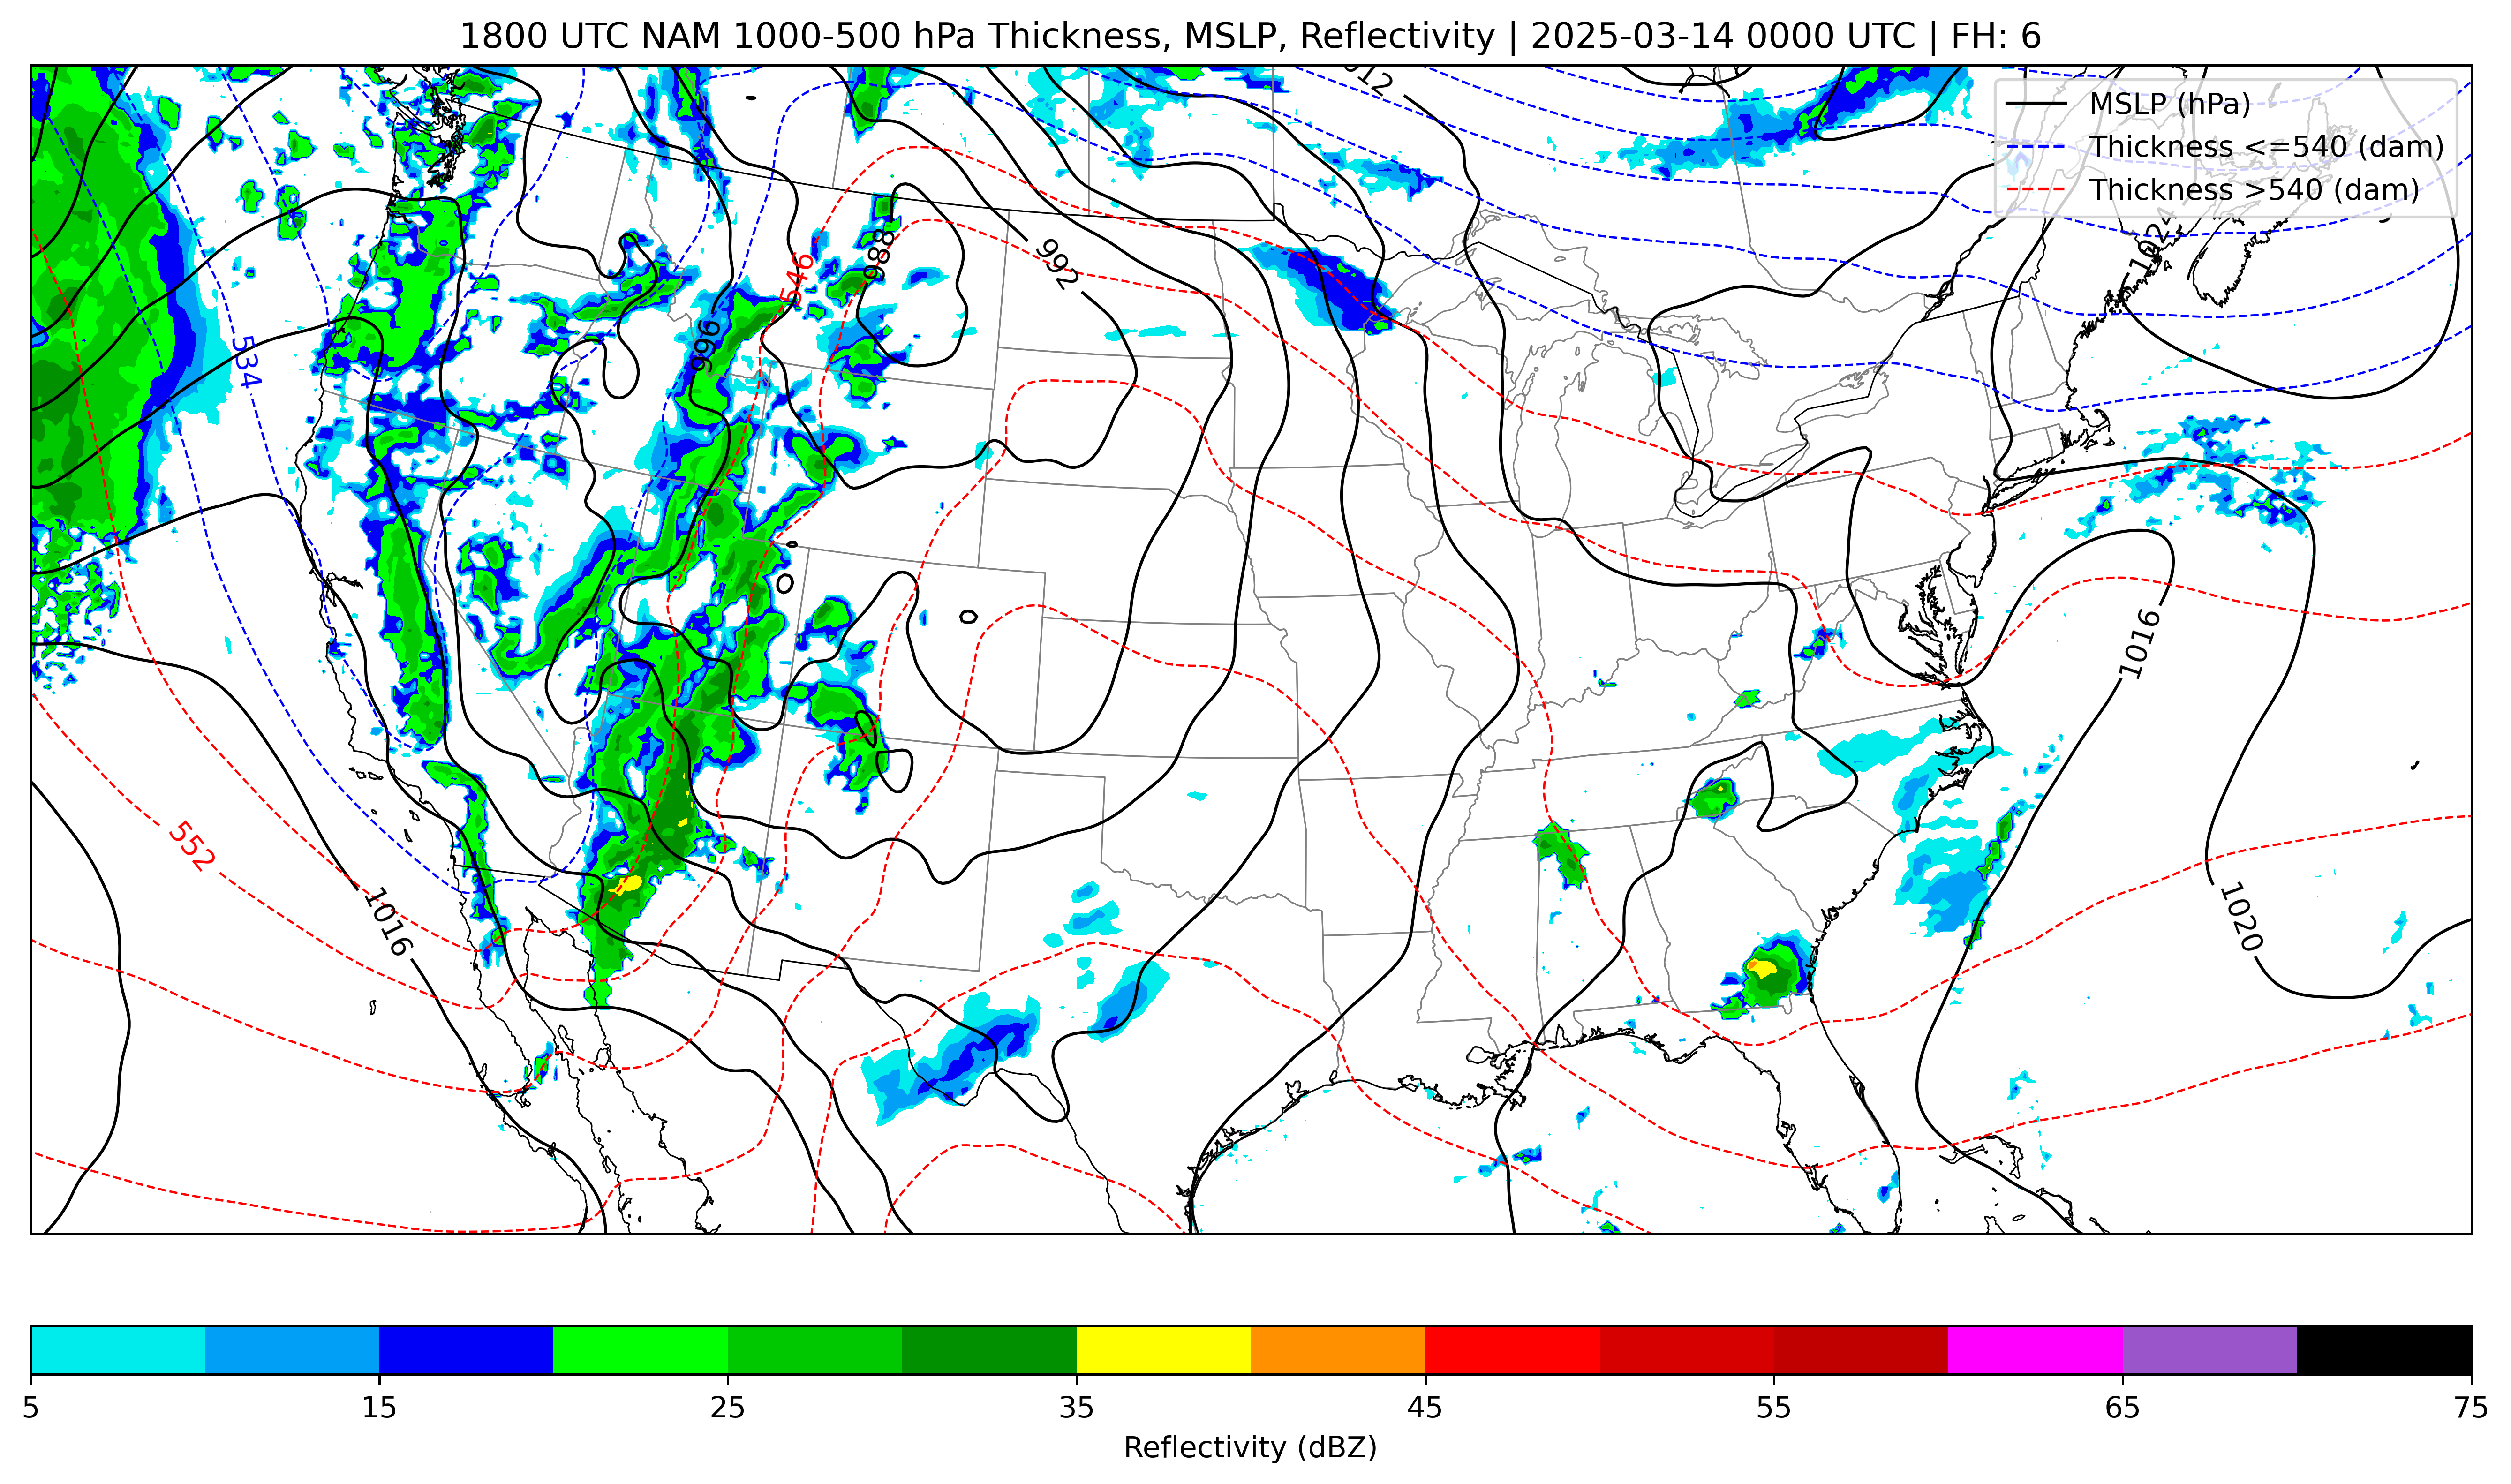 1800 UTC NAM 1000-500 hPa Thickness, MSLP, Reflectivity | 2025-03-14 0000 UTC | FH: 6
1012
MSLP (hPa)
Thickness <=540 (dam)
Thickness >540 (dam)
1024
988
992
546
996
534
1016
552
1016
1020
5 15 25 35 45 55 65 75
Reflectivity (dBZ)